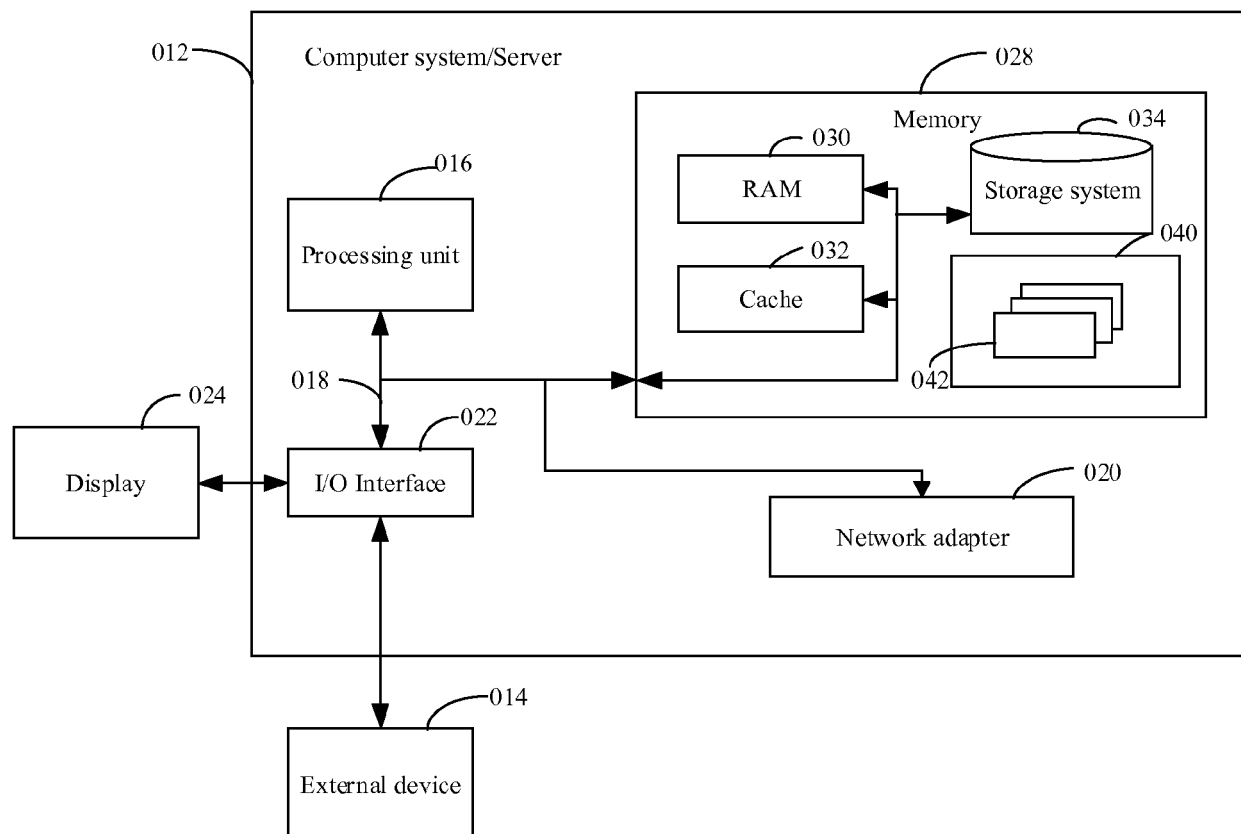 012
Computer system/Server
028
Memory
034
030
RAM
Storage system
016
Processing unit
032
Cache
040
042
018
024
Display
022
I/O Interface
020
Network adapter
014
External device